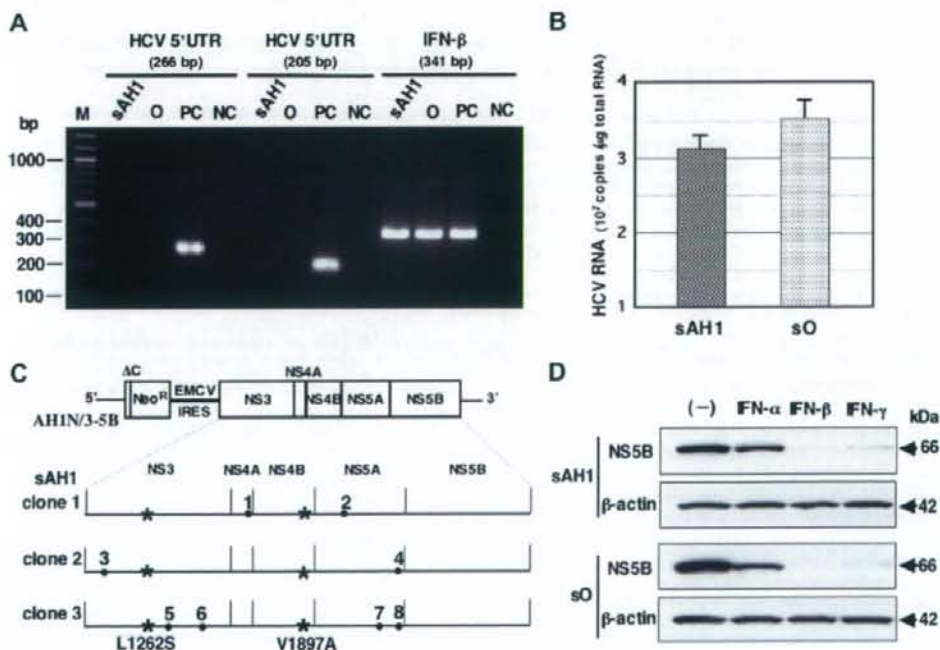 A
HCV 5'UTR HCV 5'UTR IFN-β
(266 bp) (205 bp) (341 bp)
M sAH1 O PC NC sAH1 O PC NC sAH1 O PC NC
bp
1000
400
300
200
100
B
HCV RNA (10⁷ copies 4μg total RNA)
4
3
2
1
sAH1 sO
C
ΔC NS4A
5' Neoᴿ EMCV NS3 NS4B NS5A NS5B 3'
IRES
AH1N/3-5B
sAH1 NS3 NS4A NS4B NS5A NS5B
clone 1 * 1 * 2
clone 2 3 * * 4
clone 3 * 5 6 * 7 8
L1262S V1897A
D
(−) IFN-α IFN-β IFN-γ kDa
sAH1 NS5B 66
β-actin 42
sO NS5B 66
β-actin 42